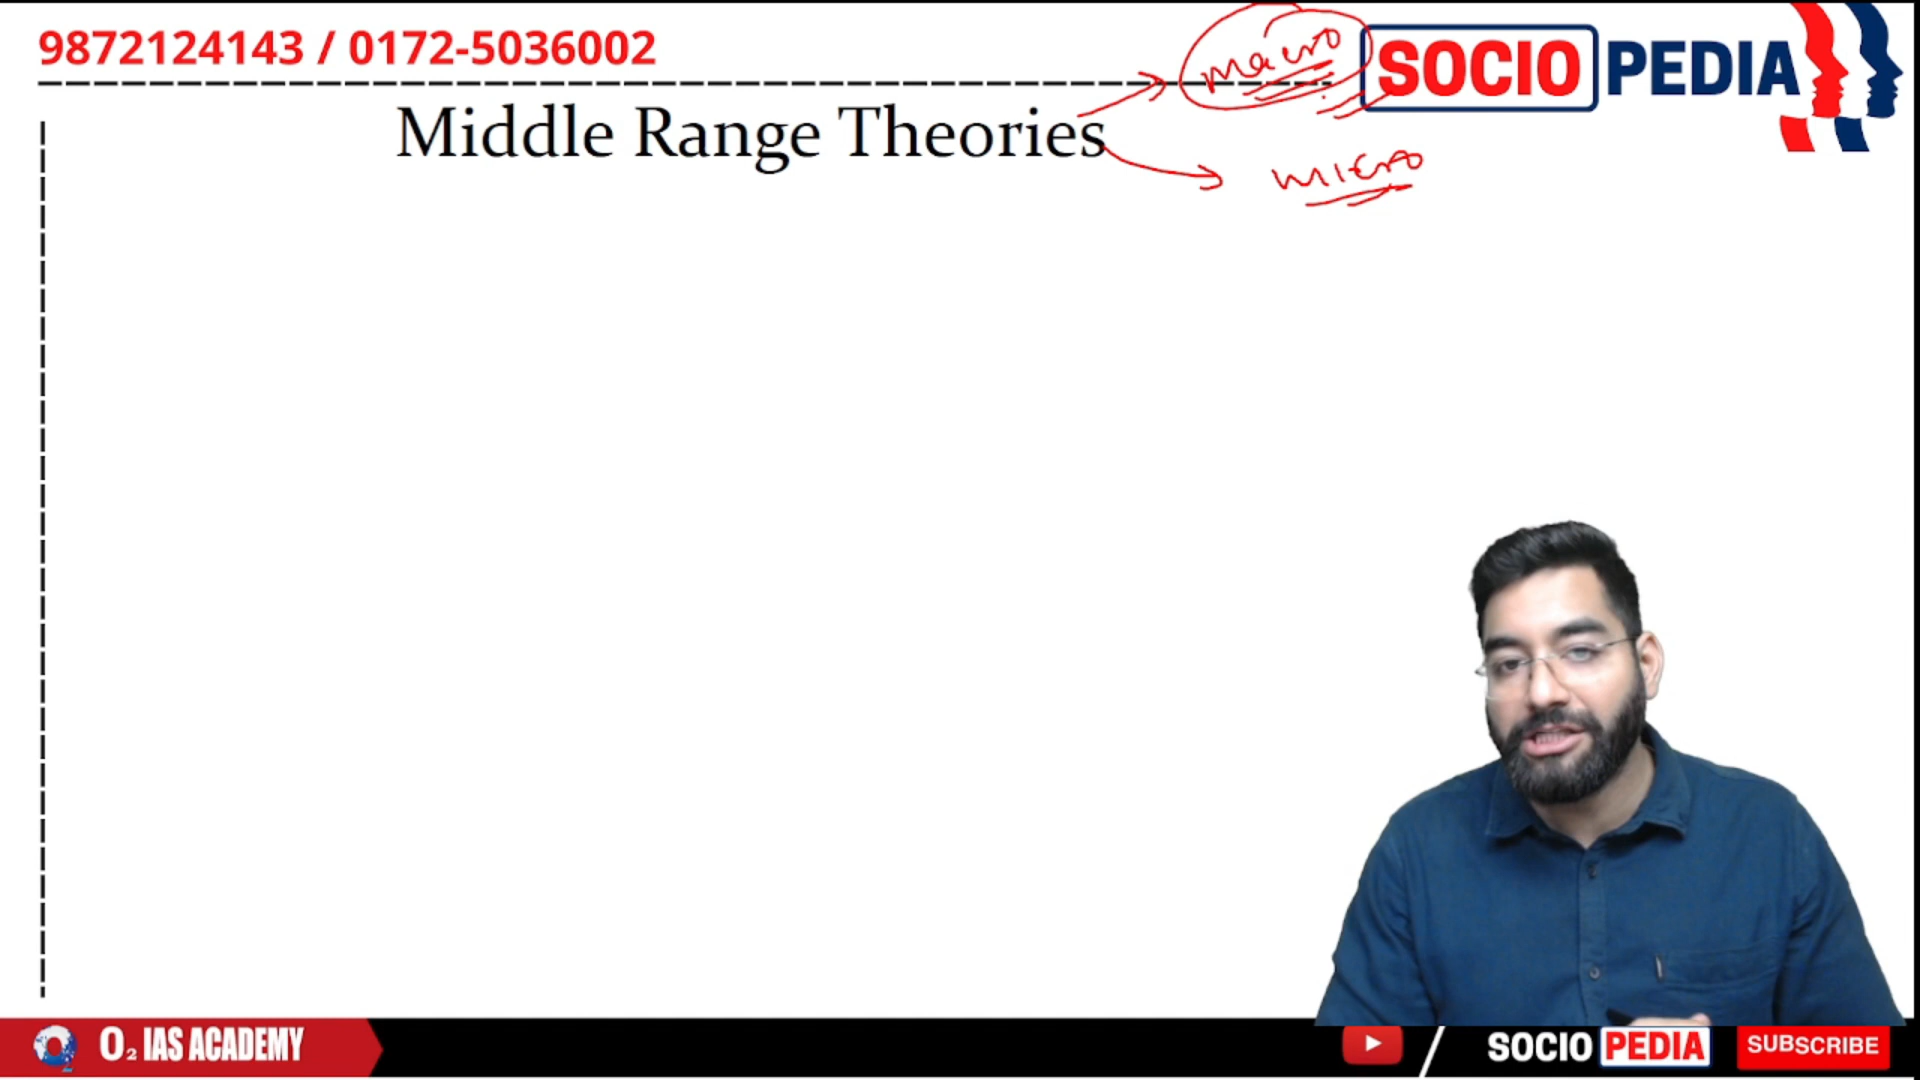 9872124143 / 0172-5036002
macro
SOCIO PEDIA
Middle Range Theories
micro
O2 IAS ACADEMY
SOCIO PEDIA
SUBSCRIBE